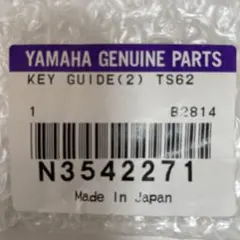 YAMAHA GENUINE PARTS
KEY GUIDE(2) TS62
1 B2814
N3542271
Made In Japan